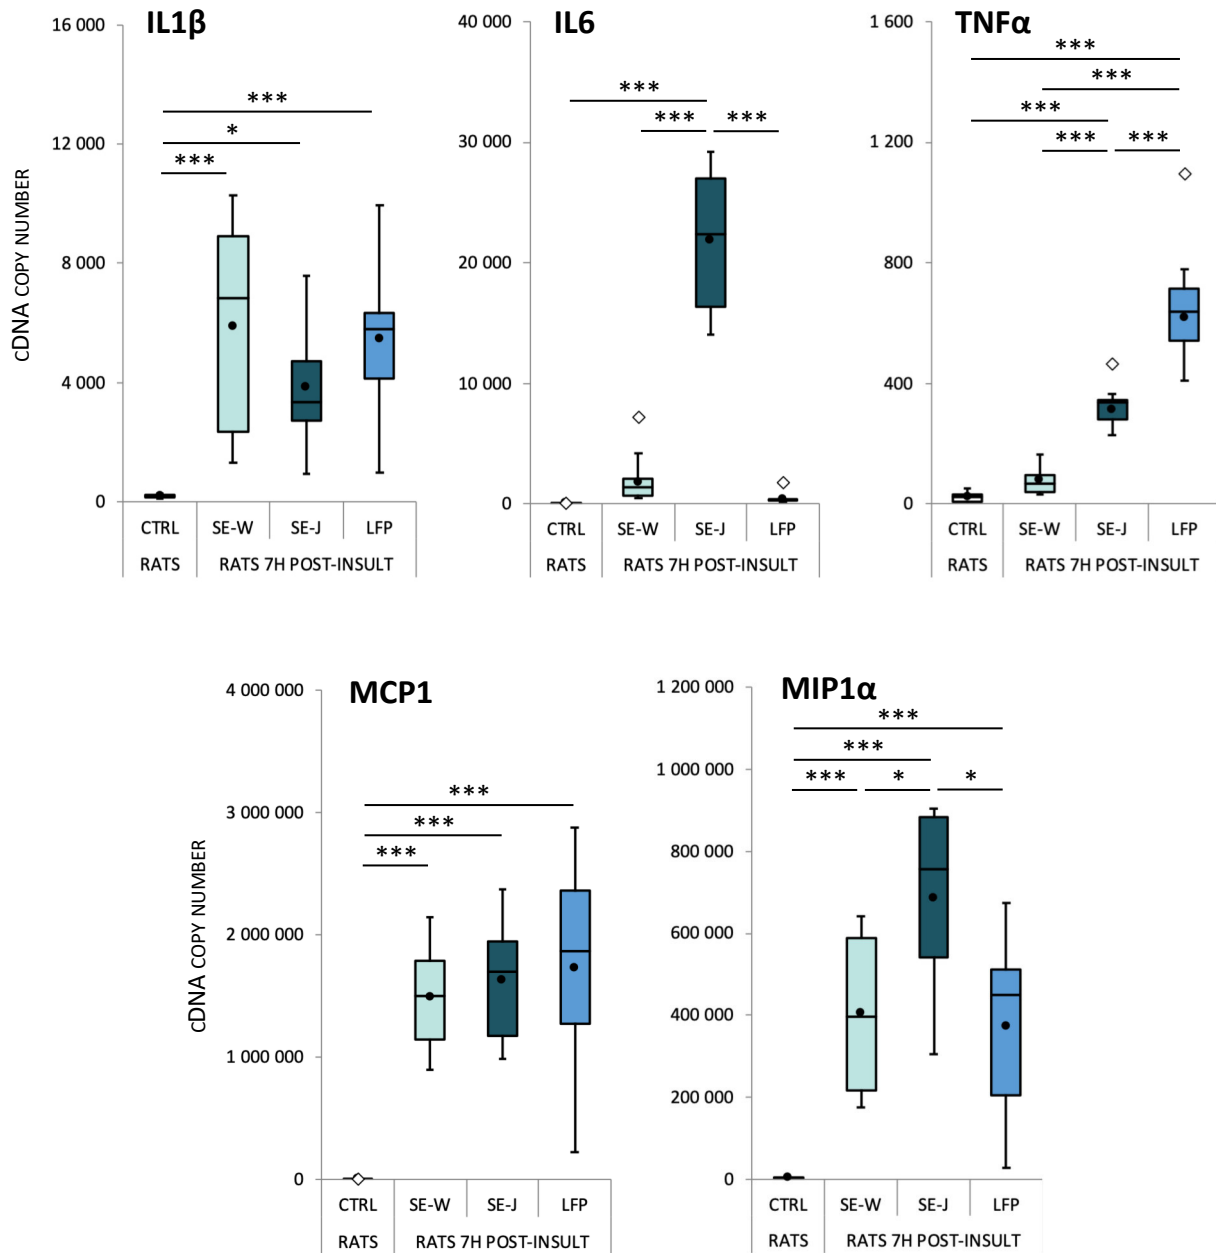 IL1β
cDNA COPY NUMBER
16 000
12 000
8 000
4 000
0
***
*
***
CTRL SE-W SE-J LFP
RATS RATS 7H POST-INSULT
IL6
40 000
30 000
20 000
10 000
0
***
*** ***
CTRL SE-W SE-J LFP
RATS RATS 7H POST-INSULT
TNFα
1 600
1 200
800
400
0
***
***
***
*** ***
CTRL SE-W SE-J LFP
RATS RATS 7H POST-INSULT
MCP1
cDNA COPY NUMBER
4 000 000
3 000 000
2 000 000
1 000 000
0
***
***
***
CTRL SE-W SE-J LFP
RATS RATS 7H POST-INSULT
MIP1α
1 200 000
1 000 000
800 000
600 000
400 000
200 000
0
***
***
*** * *
CTRL SE-W SE-J LFP
RATS RATS 7H POST-INSULT